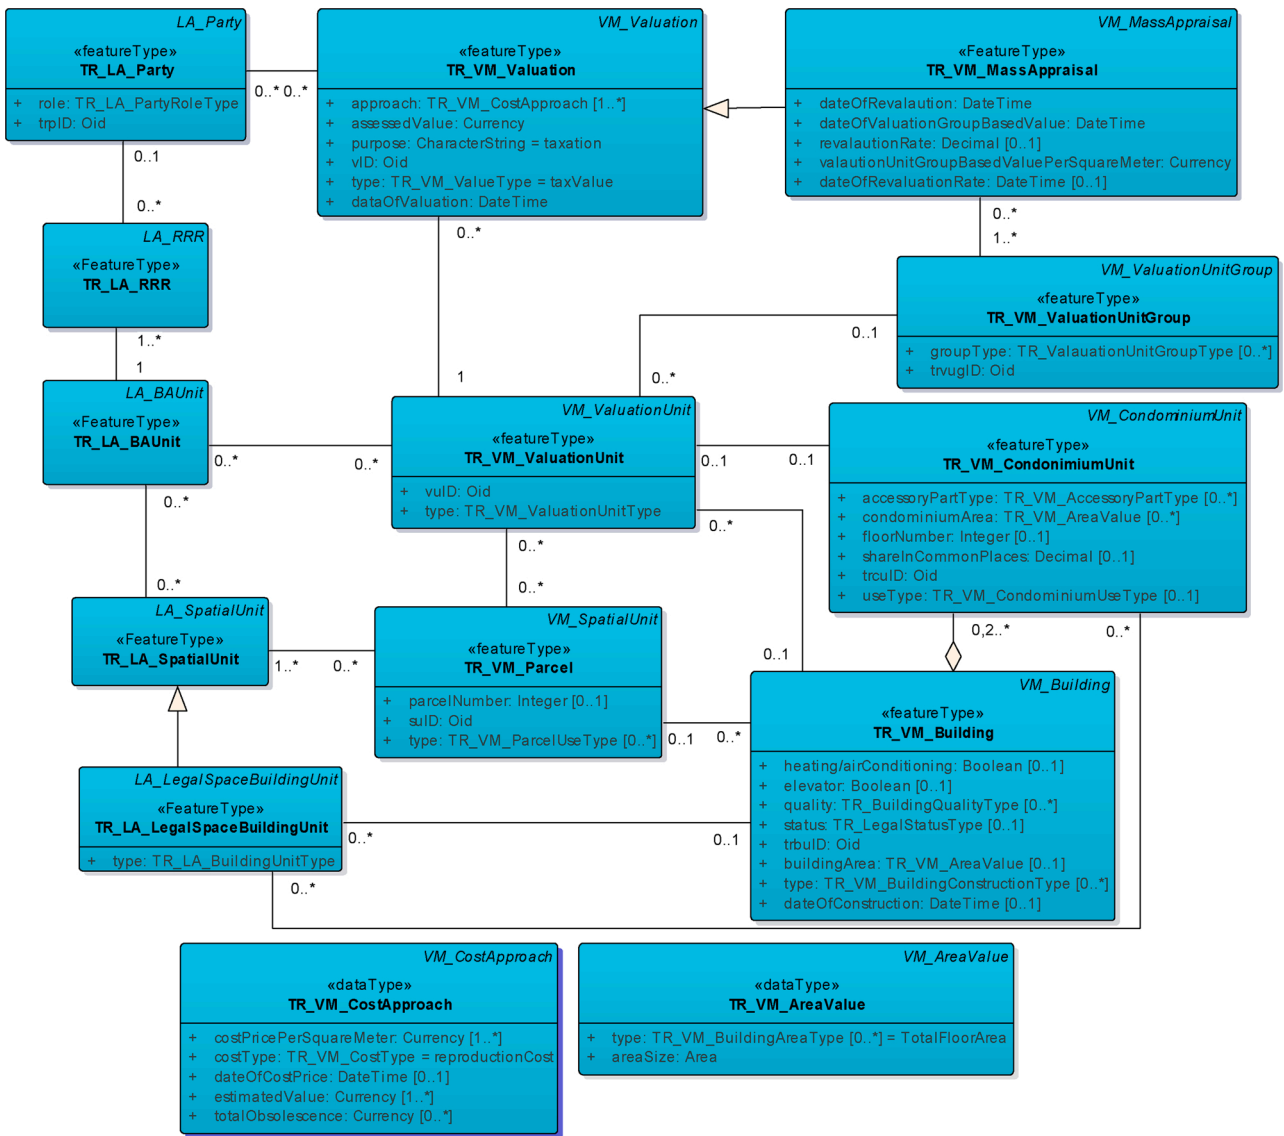 LA_Party
«featureType»
TR_LA_Party
+ role: TR_LA_PartyRoleType
+ trpID: Oid
VM_Valuation
«featureType»
TR_VM_Valuation
+ approach: TR_VM_CostApproach [1..*]
+ assessedValue: Currency
+ purpose: CharacterString = taxation
+ vID: Oid
+ type: TR_VM_ValueType = taxValue
+ dataOfValuation: DateTime
VM_MassAppraisal
«FeatureType»
TR_VM_MassAppraisal
+ dateOfRevalaution: DateTime
+ dateOfValuationGroupBasedValue: DateTime
+ revalautionRate: Decimal [0..1]
+ valautionUnitGroupBasedValuePerSquareMeter: Currency
+ dateOfRevaluationRate: DateTime [0..1]
0..* 0..*
0..1
0..*
0..*
0..*
1..*
LA_RRR
«FeatureType»
TR_LA_RRR
1..*
1
VM_ValuationUnitGroup
«featureType»
TR_VM_ValuationUnitGroup
+ groupType: TR_ValauationUnitGroupType [0..*]
+ trvugID: Oid
0..1
0..*
1
LA_BAUnit
«FeatureType»
TR_LA_BAUnit
0..*
0..*
0..*
0..*
VM_ValuationUnit
«featureType»
TR_VM_ValuationUnit
+ vuID: Oid
+ type: TR_VM_ValuationUnitType
0..1
0..1
0..*
0..*
0..*
VM_CondominiumUnit
«featureType»
TR_VM_CondonimiumUnit
+ accessoryPartType: TR_VM_AccessoryPartType [0..*]
+ condominiumArea: TR_VM_AreaValue [0..*]
+ floorNumber: Integer [0..1]
+ shareInCommonPlaces: Decimal [0..1]
+ trcuID: Oid
+ useType: TR_VM_CondominiumUseType [0..1]
0,2..*
0..*
LA_SpatialUnit
«FeatureType»
TR_LA_SpatialUnit
1..*
0..*
VM_SpatialUnit
«featureType»
TR_VM_Parcel
+ parcelNumber: Integer [0..1]
+ suID: Oid
+ type: TR_VM_ParcelUseType [0..*]
0..1
0..1
0..*
VM_Building
«featureType»
TR_VM_Building
+ heating/airConditioning: Boolean [0..1]
+ elevator: Boolean [0..1]
+ quality: TR_BuildingQualityType [0..*]
+ status: TR_LegalStatusType [0..1]
+ trbuID: Oid
+ buildingArea: TR_VM_AreaValue [0..1]
+ type: TR_VM_BuildingConstructionType [0..*]
+ dateOfConstruction: DateTime [0..1]
LA_LegalSpaceBuildingUnit
«FeatureType»
TR_LA_LegalSpaceBuildingUnit
+ type: TR_LA_BuildingUnitType
0..*
0..1
0..*
VM_CostApproach
«dataType»
TR_VM_CostApproach
+ costPricePerSquareMeter: Currency [1..*]
+ costType: TR_VM_CostType = reproductionCost
+ dateOfCostPrice: DateTime [0..1]
+ estimatedValue: Currency [1..*]
+ totalObsolescence: Currency [0..*]
VM_AreaValue
«dataType»
TR_VM_AreaValue
+ type: TR_VM_BuildingAreaType [0..*] = TotalFloorArea
+ areaSize: Area